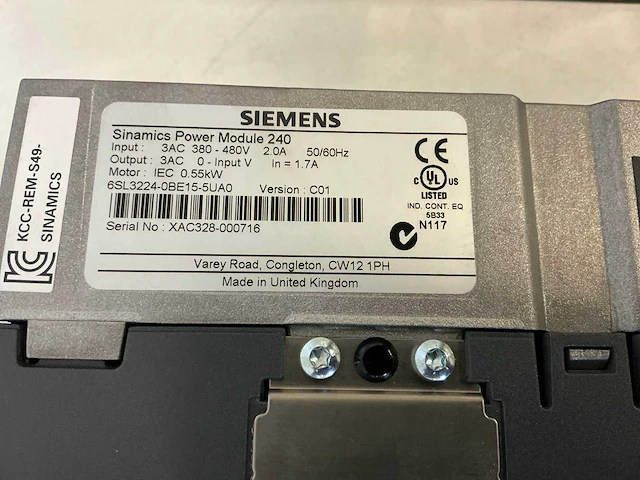 SIEMENS
Sinamics Power Module 240
Input : 3AC 380 - 480V 2.0A 50/60Hz
Output : 3AC 0 - Input V In = 1.7A
Motor : IEC 0.55kW
6SL3224-0BE15-5UA0 Version : C01
Serial No : XAC328-000716
Varey Road, Congleton, CW12 1PH
Made in United Kingdom
CE
C UL US
LISTED
IND. CONT. EQ
5B33
N117
KCC-REM-S49-
SINAMICS